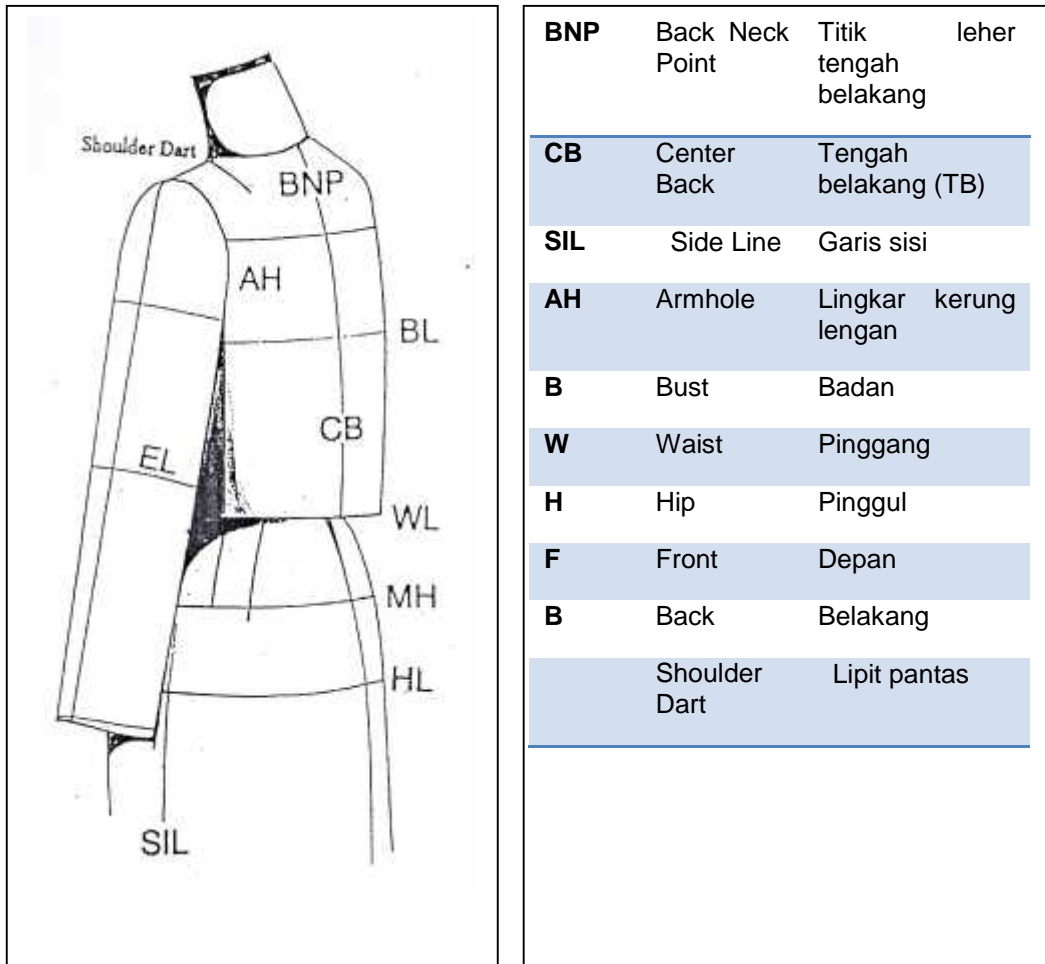 Shoulder Dart
BNP
AH
BL
CB
EL
WL
MH
HL
SIL
BNP Back Neck Titik leher
Point tengah
belakang
CB Center Tengah
Back belakang (TB)
SIL Side Line Garis sisi
AH Armhole Lingkar kerung
lengan
B Bust Badan
W Waist Pinggang
H Hip Pinggul
F Front Depan
B Back Belakang
Shoulder Lipit pantas
Dart